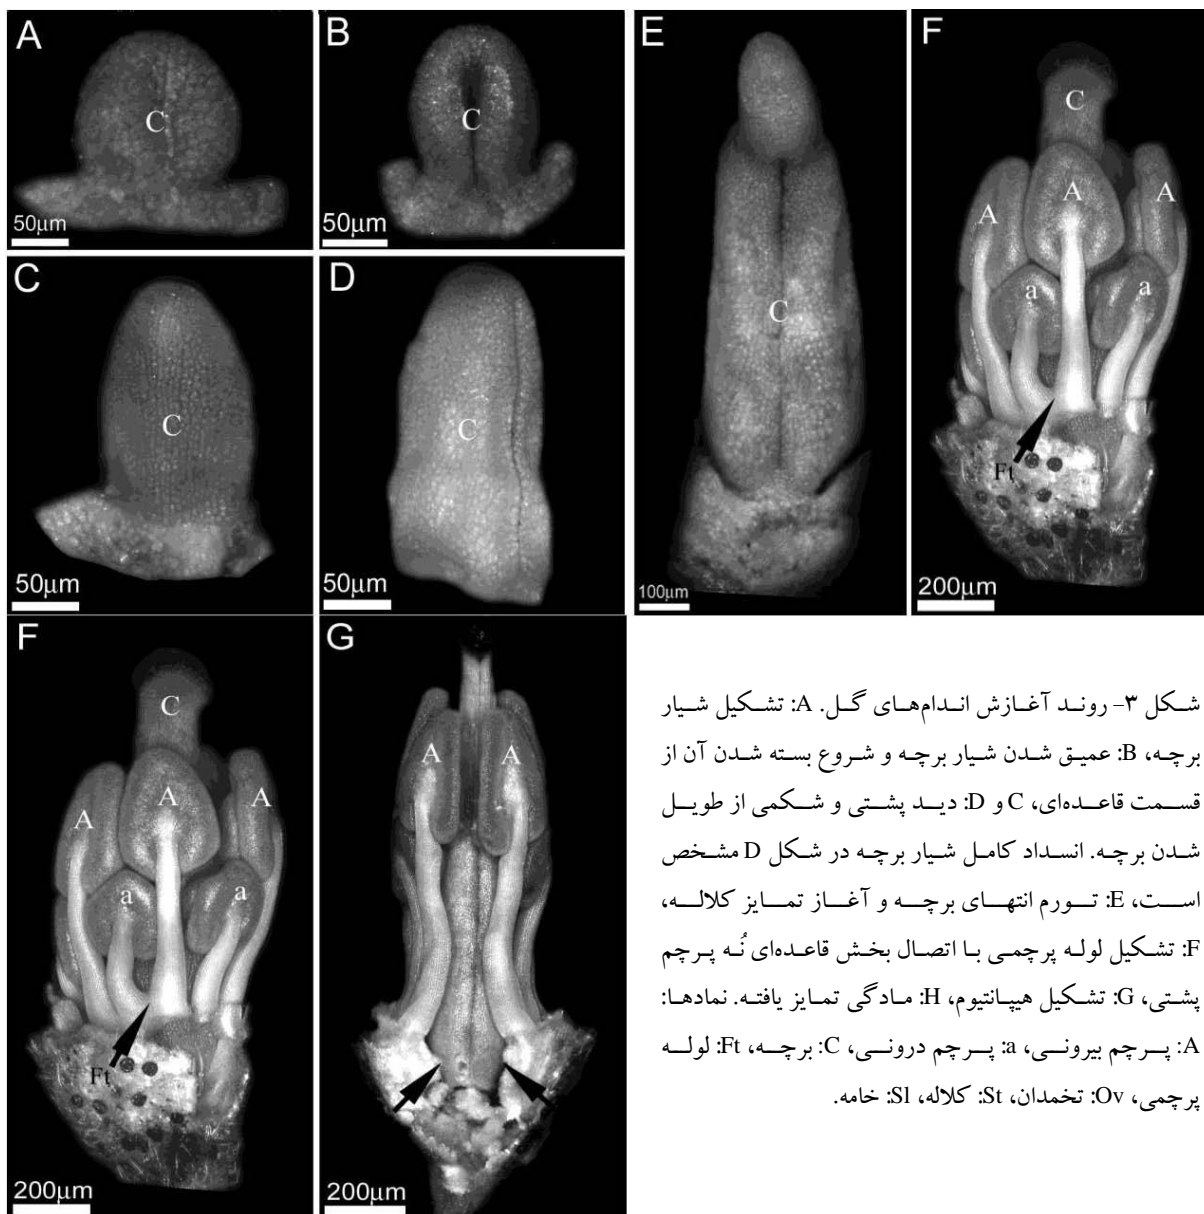 A
C
50μm
B
C
50μm
E
C
100μm
F
C
A
A
A
a
a
Ft
200μm
C
C
50μm
D
C
50μm
F
C
A
A
A
a
a
Ft
200μm
G
A
A
200μm
شکل ۳- روند آغازش اندام‌های گل. A: تشکیل شیار
برچه، B: عمیق شدن شیار برچه و شروع بسته شدن آن از
قسمت قاعده‌ای، C و D: دید پشتی و شکمی از طویل
شدن برچه. انسداد کامل شیار برچه در شکل D مشخص
است، E: تورم انتهای برچه و آغاز تمایز کلاله،
F: تشکیل لوله پرچمی با اتصال بخش قاعده‌ای نُه پرچم
پشتی، G: تشکیل هیپانتیوم، H: مادگی تمایز یافته. نمادها:
A: پرچم بیرونی، a: پرچم درونی، C: برچه، Ft: لوله
پرچمی، Ov: تخمدان، St: کلاله، Sl: خامه.